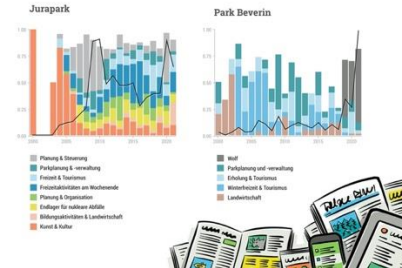 Jurapark
Park Beverin
1.00
0.75
0.50
0.25
0.0
2000
2005
2010
2015
2020
1.00
0.75
0.50
0.25
0.0
2000
2005
2010
2015
2020
Planung & Steuerung
Parkplanung & -verwaltung
Freizeit & Tourismus
Freizeitaktivitäten am Wochenende
Planung & Organisation
Endlager für nukleare Abfälle
Bildungsaktivitäten & Landwirtschaft
Kunst & Kultur
Wolf
Parkplanung und -verwaltung
Erholung & Tourismus
Winterfreizeit & Tourismus
Landwirtschaft